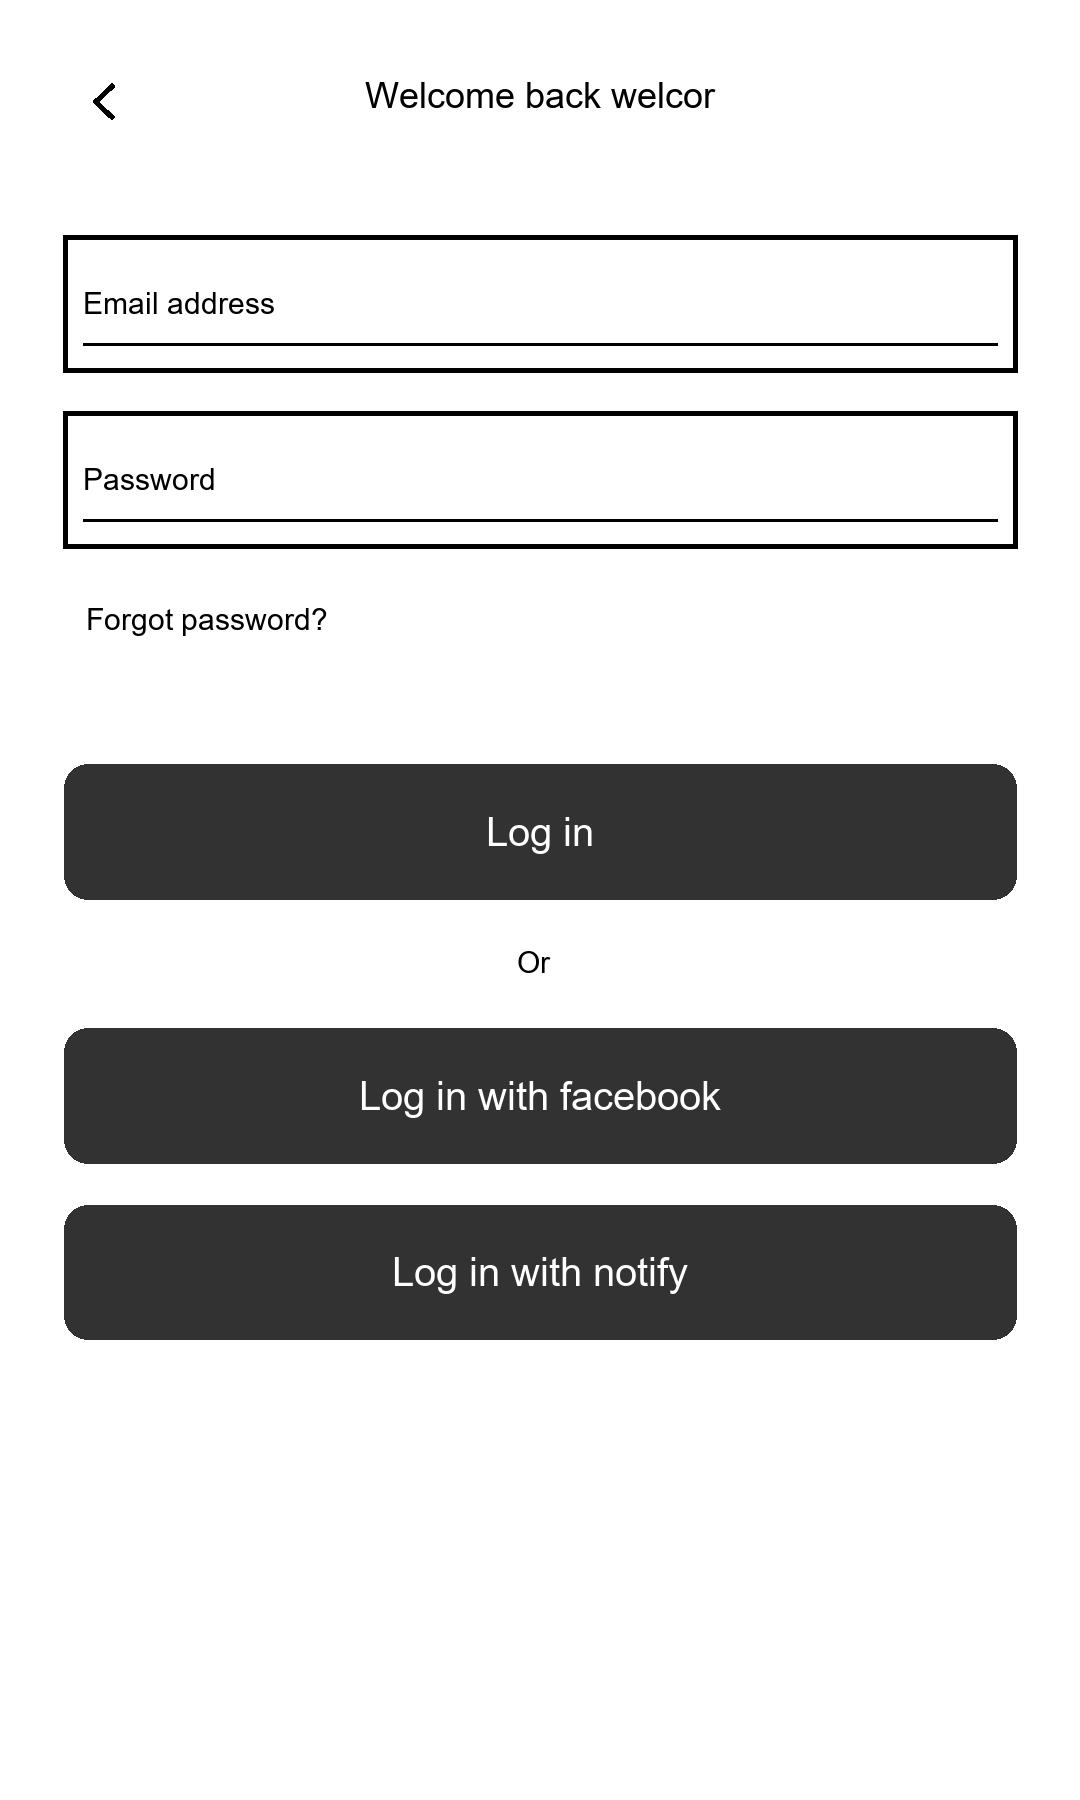 Welcome back welcor
Email address
Password
Forgot password?
Log in
Or
Log in with facebook
Log in with notify